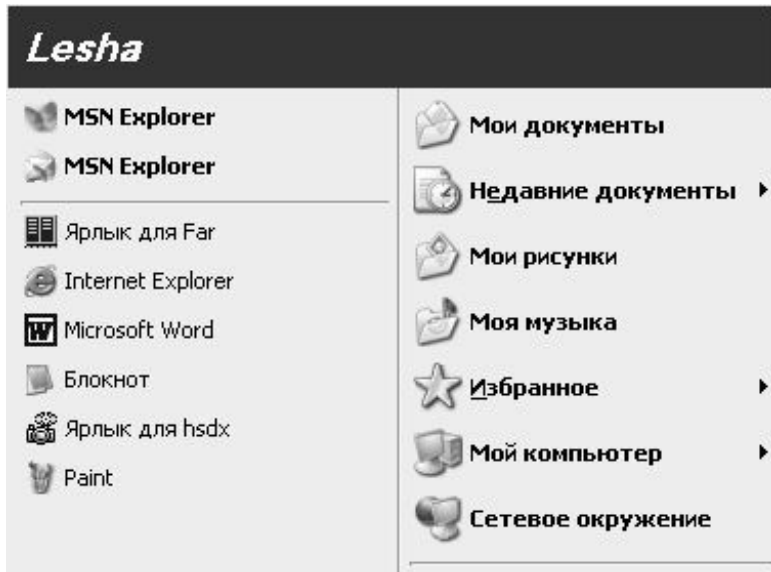 Lesha
MSN Explorer
MSN Explorer
Ярлык для Far
Internet Explorer
Microsoft Word
Блокнот
Ярлык для hsdx
Paint
Мои документы
Недавние документы
Мои рисунки
Моя музыка
Избранное
Мой компьютер
Сетевое окружение